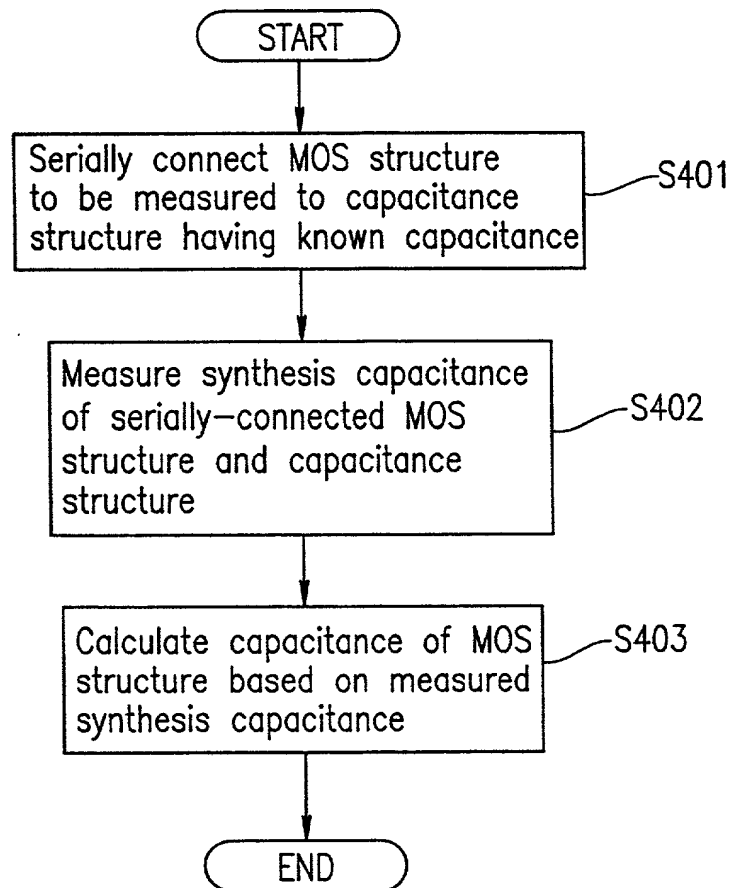 START
Serially connect MOS structure
to be measured to capacitance
structure having known capacitance
S401
Measure synthesis capacitance
of serially-connected MOS
structure and capacitance
structure
S402
Calculate capacitance of MOS
structure based on measured
synthesis capacitance
S403
END